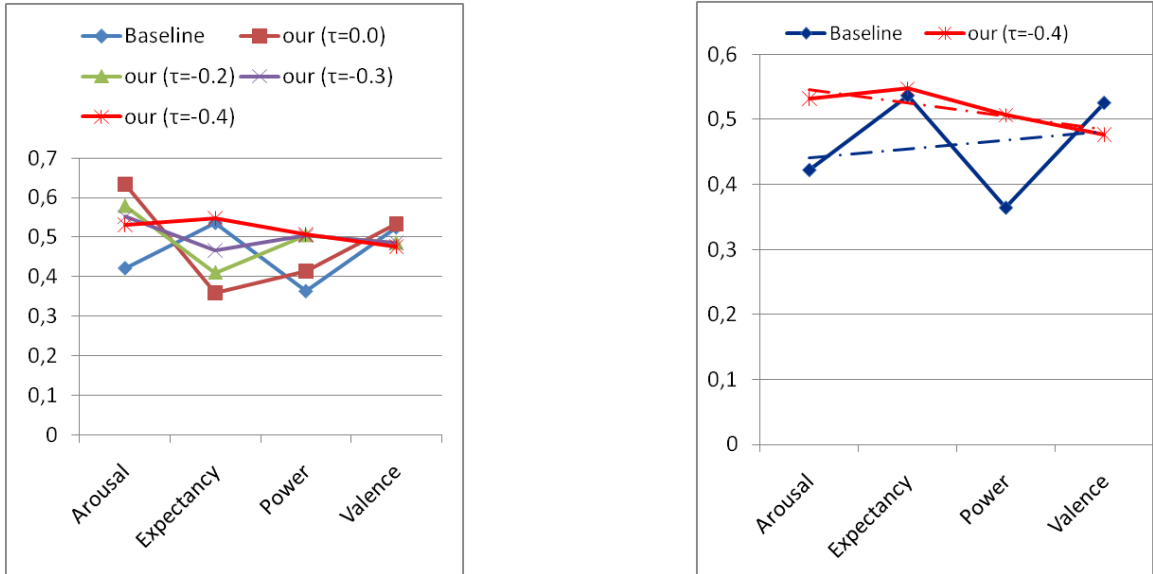 Baseline our (τ=0.0)
our (τ=-0.2) our (τ=-0.3)
our (τ=-0.4)
0,7
0,6
0,5
0,4
0,3
0,2
0,1
0
Arousal
Expectancy
Power
Valence
Baseline our (τ=-0.4)
0,6
0,5
0,4
0,3
0,2
0,1
0
Arousal
Expectancy
Power
Valence